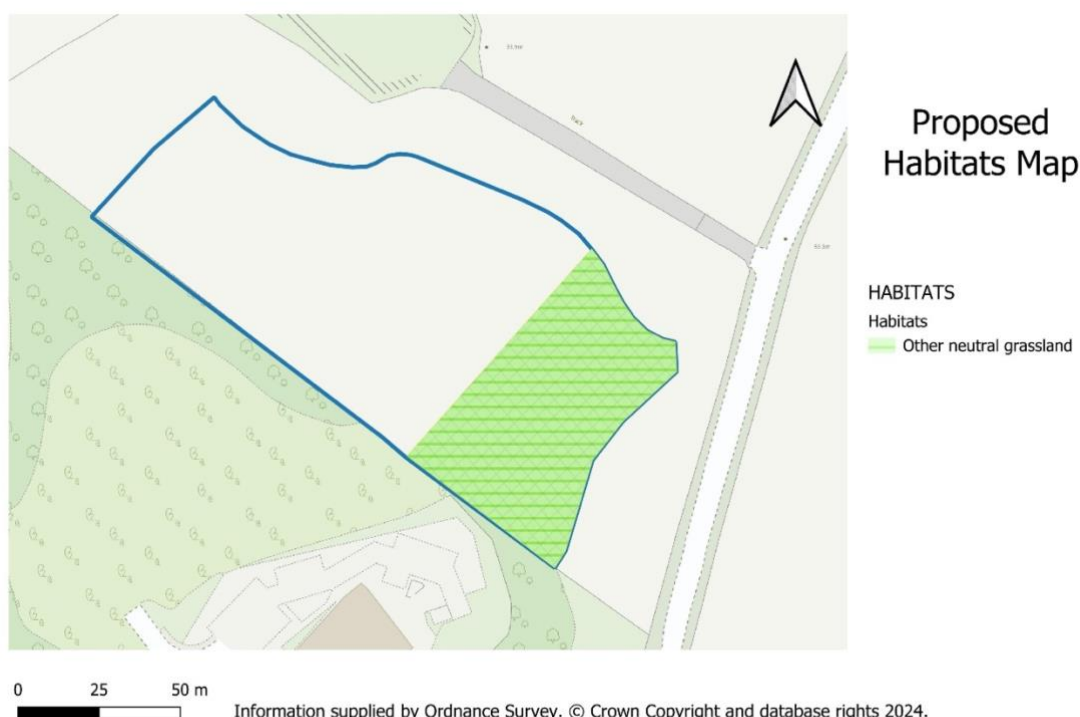 Track
Proposed
Habitats Map
HABITATS
Habitats
Other neutral grassland
0 25 50 m
Information supplied by Ordnance Survey. © Crown Copyright and database rights 2024.